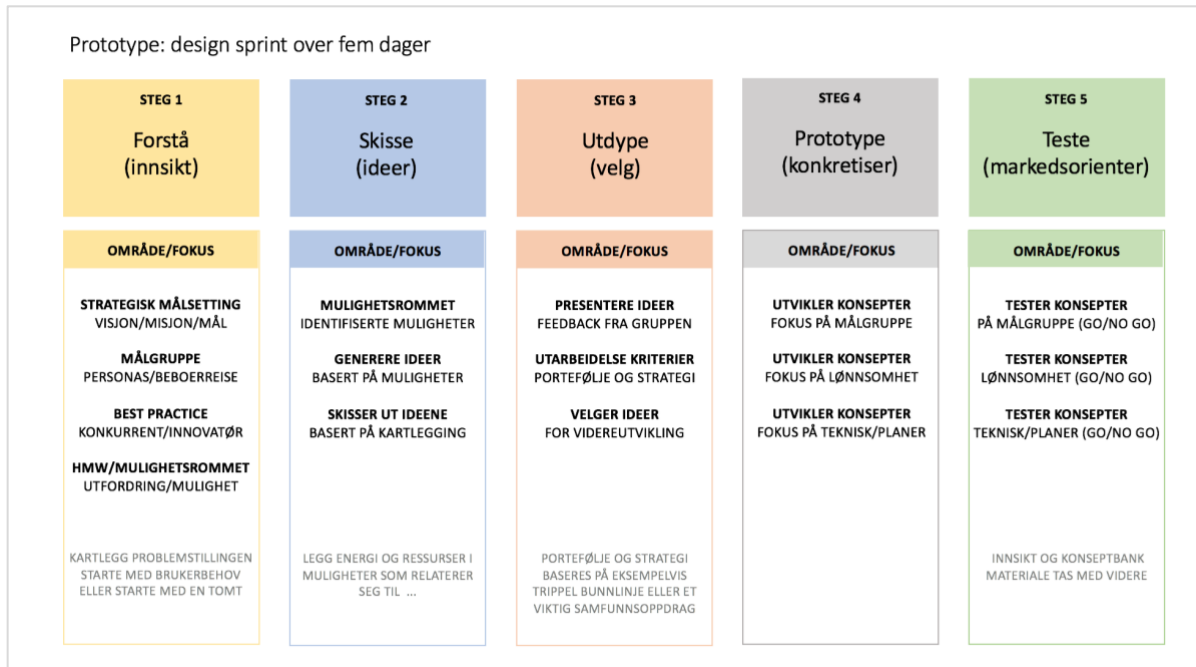 Prototype: design sprint over fem dager
STEG 1
Forstå
(innsikt)
OMRÅDE/FOKUS
STRATEGISK MÅLSETTING
VISJON/MISJON/MÅL
MÅLGRUPPE
PERSONAS/BEBOERREISE
BEST PRACTICE
KONKURRENT/INNOVATØR
HMW/MULIGHETSROMMET
UTFORDRING/MULIGHET
KARTLEGG PROBLEMSTILLINGEN
STARTE MED BRUKERBEHOV
ELLER STARTE MED EN TOMT
STEG 2
Skisse
(ideer)
OMRÅDE/FOKUS
MULIGHETSROMMET
IDENTIFISERTE MULIGHETER
GENERERE IDEER
BASERT PÅ MULIGHETER
SKISSER UT IDEENE
BASERT PÅ KARTLEGGING
LEGG ENERGI OG RESSURSER I
MULIGHETER SOM RELATERER
SEG TIL ...
STEG 3
Utdype
(velg)
OMRÅDE/FOKUS
PRESENTERE IDEER
FEEDBACK FRA GRUPPEN
UTARBEIDELSE KRITERIER
PORTEFØLJE OG STRATEGI
VELGER IDEER
FOR VIDEREUTVIKLING
PORTEFØLJE OG STRATEGI
BASERES PÅ EKSEMPELVIS
TRIPPEL BUNNLINJE ELLER ET
VIKTIG SAMFUNNSOPPDRAG
STEG 4
Prototype
(konkretiser)
OMRÅDE/FOKUS
UTVIKLER KONSEPTER
FOKUS PÅ MÅLGRUPPE
UTVIKLER KONSEPTER
FOKUS PÅ LØNNSOMHET
UTVIKLER KONSEPTER
FOKUS PÅ TEKNISK/PLANER
STEG 5
Teste
(markedsorienter)
OMRÅDE/FOKUS
TESTER KONSEPTER
PÅ MÅLGRUPPE (GO/NO GO)
TESTER KONSEPTER
LØNNSOMHET (GO/NO GO)
TESTER KONSEPTER
TEKNISK/PLANER (GO/NO GO)
INNSIKT OG KONSEPTBANK
MATERIALE TAS MED VIDERE